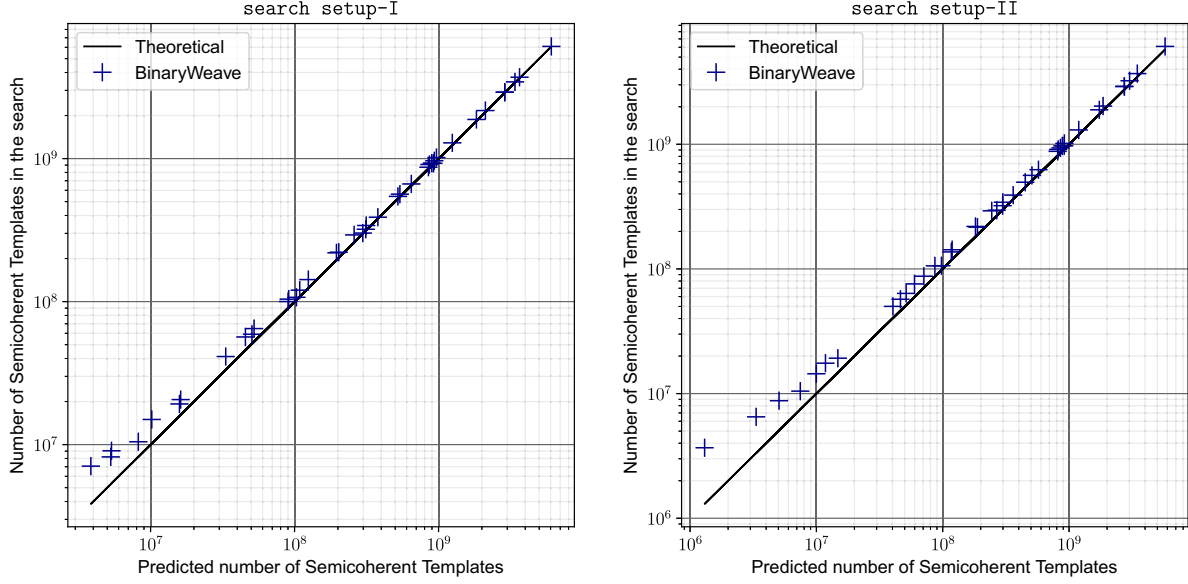 search setup-I
Theoretical
BinaryWeave
Number of Semicoherent Templates in the search
10^9
10^8
10^7
10^7 10^8 10^9
Predicted number of Semicoherent Templates
search setup-II
Theoretical
BinaryWeave
Number of Semicoherent Templates in the search
10^9
10^8
10^7
10^6
10^6 10^7 10^8 10^9
Predicted number of Semicoherent Templates